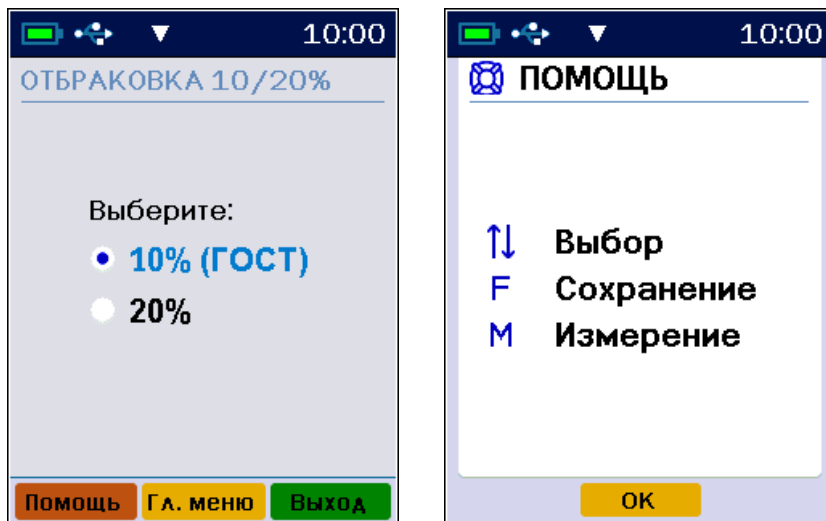 10:00
ОТБРАКОВКА 10/20%
Выберите:
10% (ГОСТ)
20%
Помощь Гл. меню Выход
10:00
ПОМОЩЬ
↑↓ Выбор
F Сохранение
M Измерение
ОК